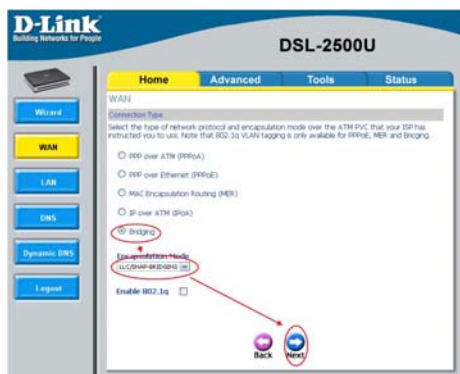 D-Link
Building Networks for People
DSL-2500U
Home Advanced Tools Status
Wizard
WAN
LAN
DNS
Dynamic DNS
Logout
WAN
Connection Type
Select the type of network protocol and encapsulation mode over the ATM PVC that your ISP has
instructed you to use. Note that 802.1q VLAN tagging is only available for PPPoE, MER and Bridging.
PPP over ATM (PPPoA)
PPP over Ethernet (PPPoE)
MAC Encapsulation Routing (MER)
IP over ATM (IPoA)
Bridging
Encapsulation Mode
LLC/SNAP-BRIDGING
Enable 802.1q
Back Next